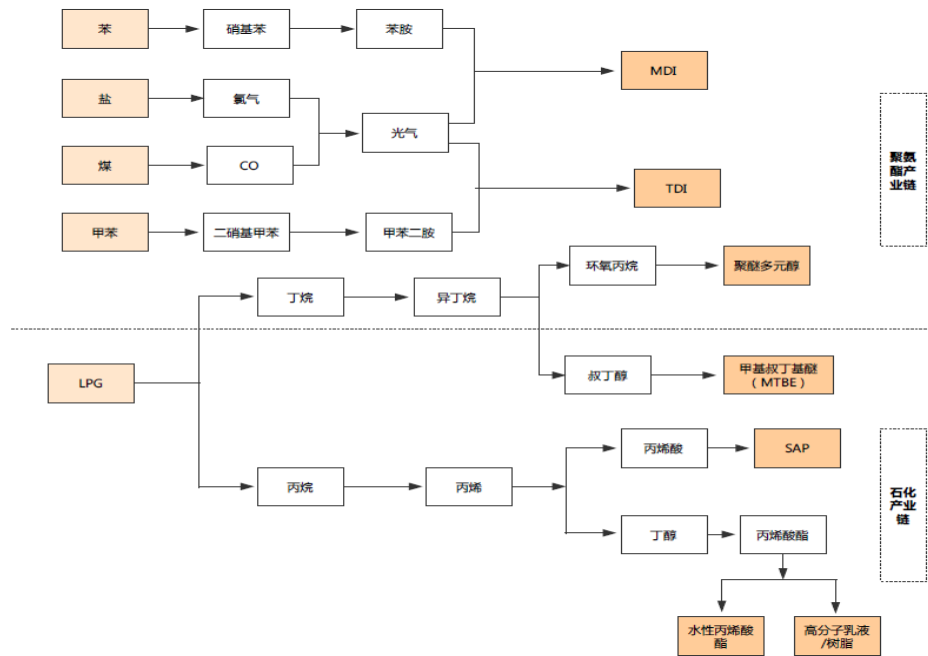 苯
硝基苯
苯胺
MDI
盐
氯气
光气
煤
CO
TDI
甲苯
二硝基甲苯
甲苯二胺
聚氨
酯产
业链
环氧丙烷
聚醚多元醇
丁烷
异丁烷
LPG
叔丁醇
甲基叔丁基醚
（MTBE）
丙烯酸
SAP
丙烷
丙烯
丁醇
丙烯酸酯
石化
产业
链
水性丙烯酸
酯
高分子乳液
/树脂